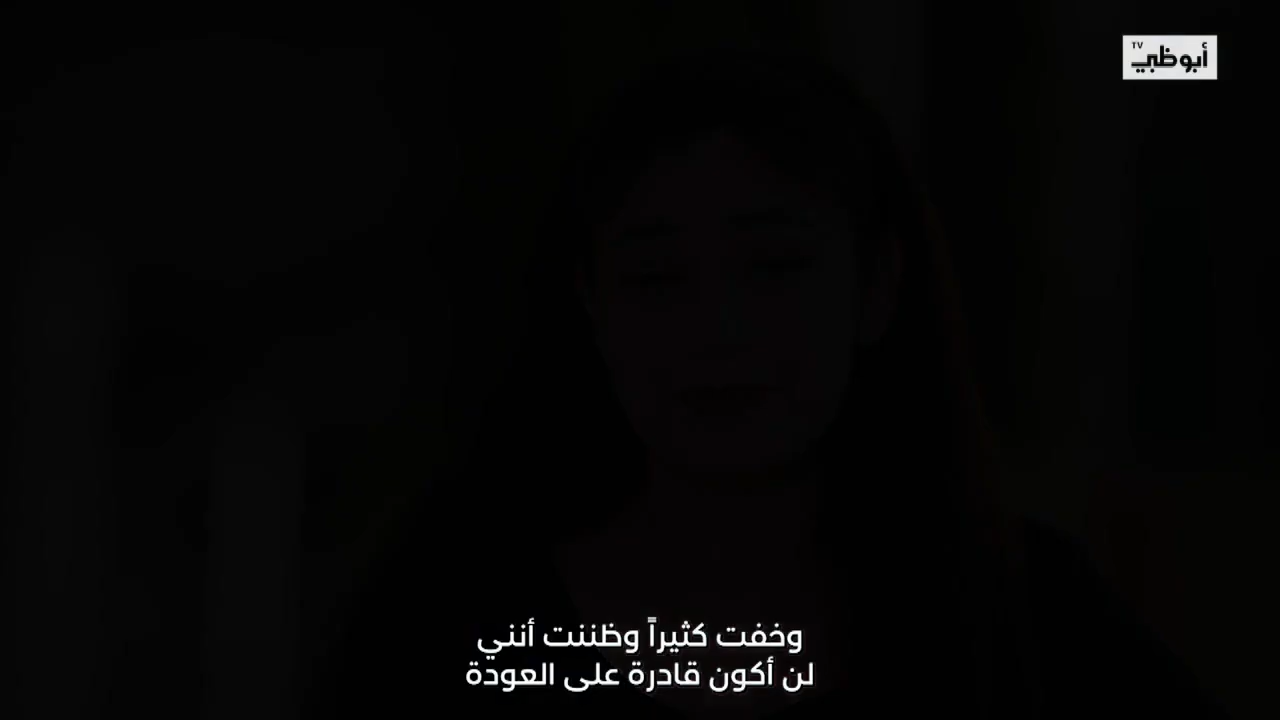 أبوظبي TV
وخفت كثيراً وظننت أنني
لن أكون قادرة على العودة